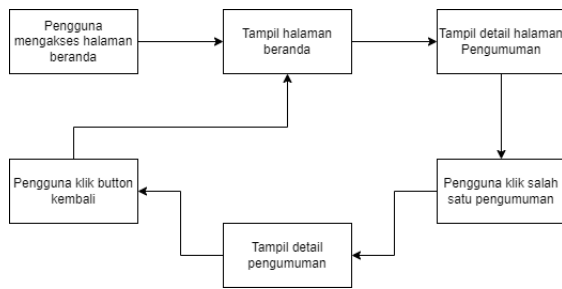 Pengguna
mengakses halaman
beranda
Tampil halaman
beranda
Tampil detail halaman
Pengumuman
Pengguna klik button
kembali
Pengguna klik salah
satu pengumuman
Tampil detail
pengumuman